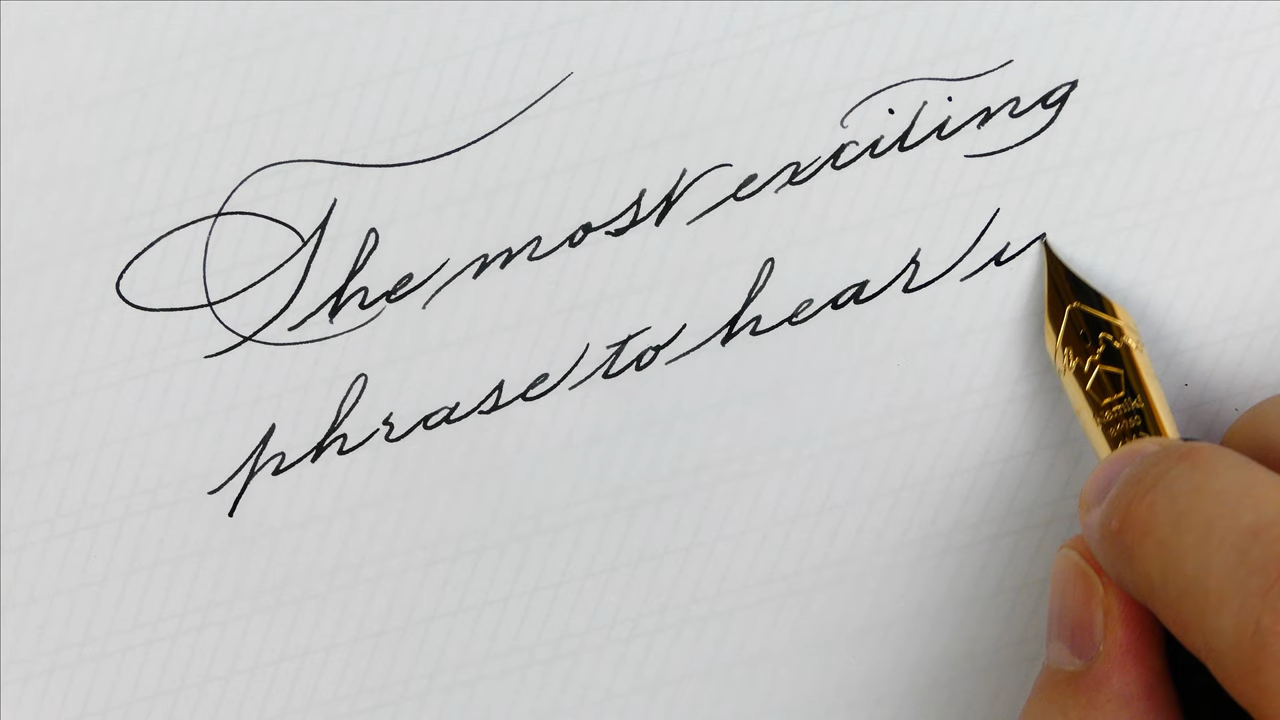 The most exciting
phrase to hear i